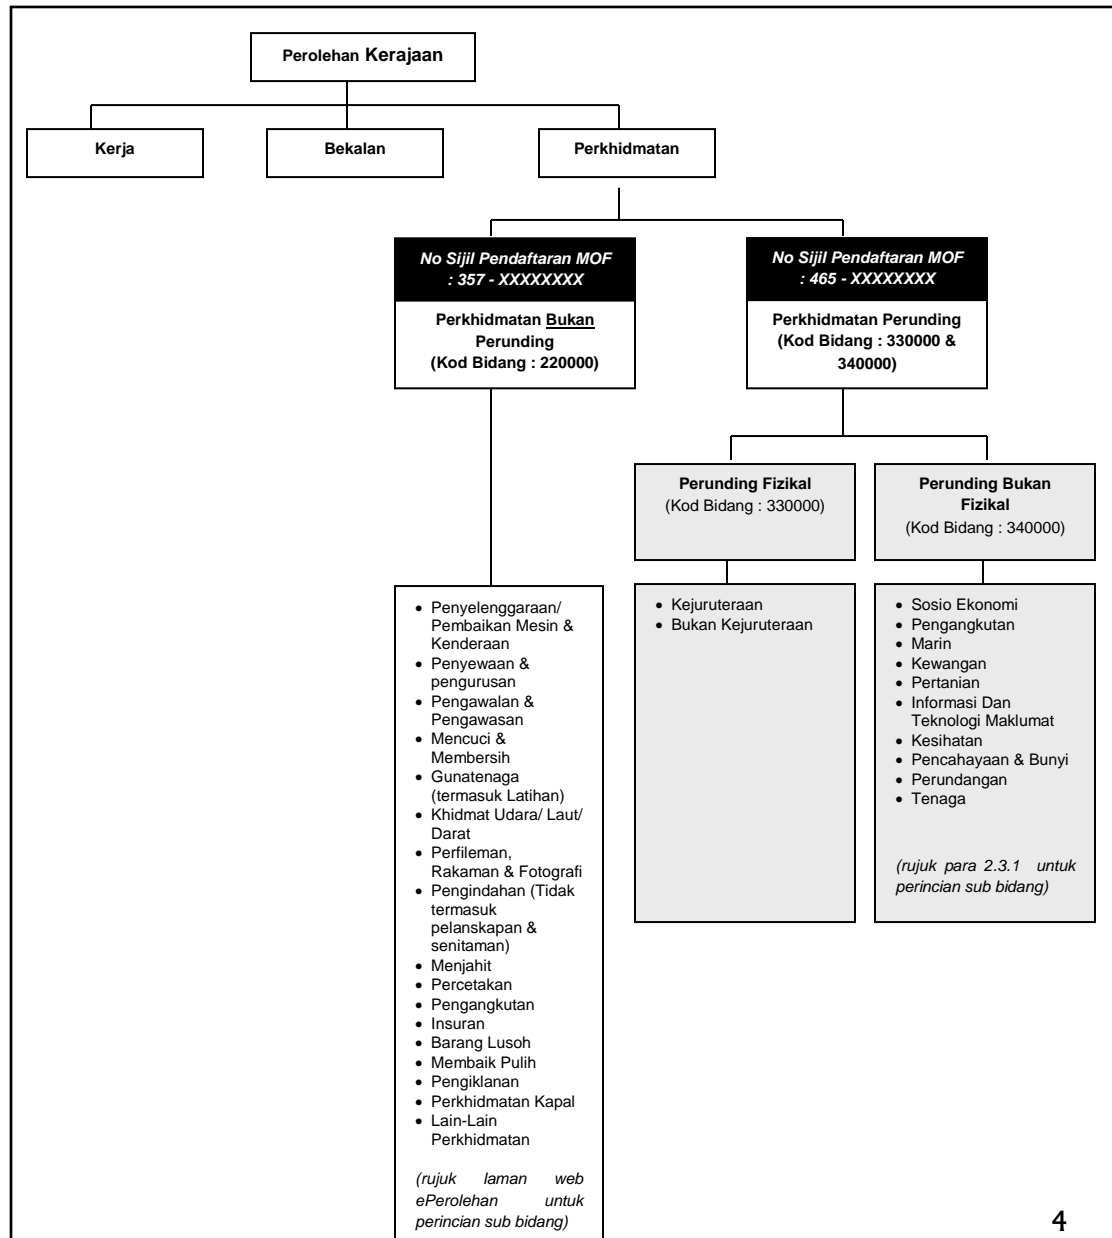 Perolehan Kerajaan
Kerja
Bekalan
Perkhidmatan
No Sijil Pendaftaran MOF
: 357 - XXXXXXXX
Perkhidmatan Bukan
Perunding
(Kod Bidang : 220000)
No Sijil Pendaftaran MOF
: 465 - XXXXXXXX
Perkhidmatan Perunding
(Kod Bidang : 330000 &
340000)
Perunding Fizikal
(Kod Bidang : 330000)
Perunding Bukan
Fizikal
(Kod Bidang : 340000)
• Penyelenggaraan/
Pembaikan Mesin &
Kenderaan
• Penyewaan &
pengurusan
• Pengawalan &
Pengawasan
• Mencuci &
Membersih
• Gunatenaga
(termasuk Latihan)
• Khidmat Udara/ Laut/
Darat
• Perfileman,
Rakaman & Fotografi
• Pengindahan (Tidak
termasuk
pelanskapan &
senitaman)
• Menjahit
• Percetakan
• Pengangkutan
• Insuran
• Barang Lusoh
• Membaik Pulih
• Pengiklanan
• Perkhidmatan Kapal
• Lain-Lain
Perkhidmatan
(rujuk laman web
ePerolehan untuk
perincian sub bidang)
• Kejuruteraan
• Bukan Kejuruteraan
• Sosio Ekonomi
• Pengangkutan
• Marin
• Kewangan
• Pertanian
• Informasi Dan
Teknologi Maklumat
• Kesihatan
• Pencahayaan & Bunyi
• Perundangan
• Tenaga
(rujuk para 2.3.1 untuk
perincian sub bidang)
4